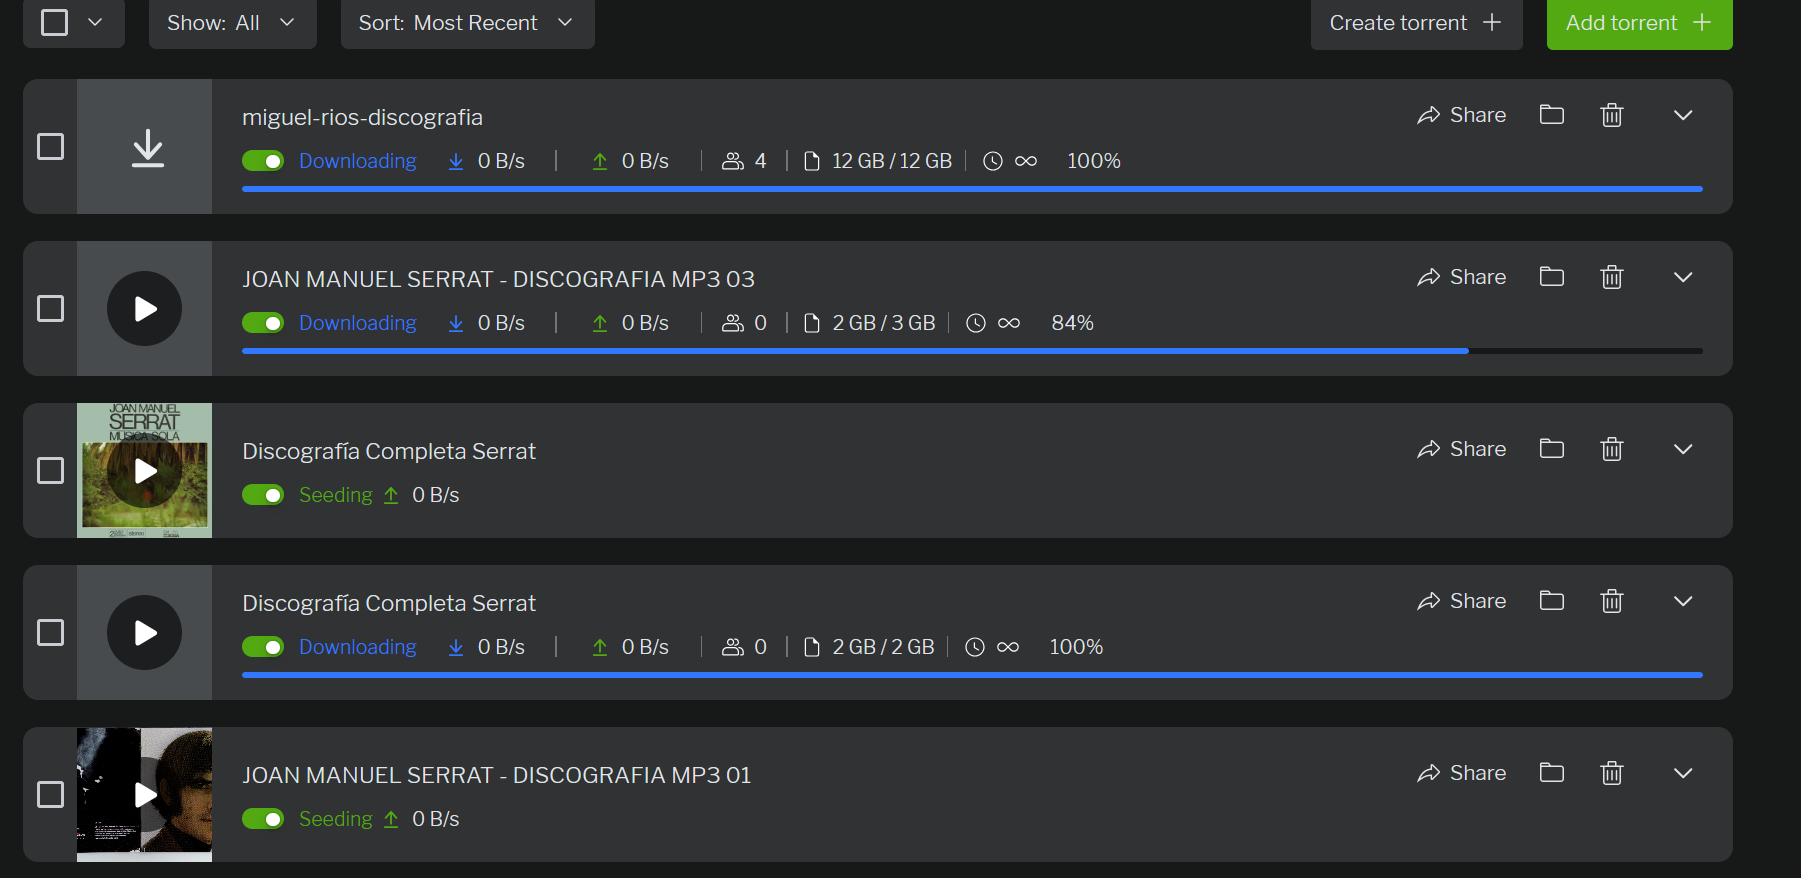 Show: All
Sort: Most Recent
Create torrent
Add torrent
miguel-rios-discografia
Share
Downloading 0 B/s 0 B/s 4 12 GB / 12 GB ∞ 100%
JOAN MANUEL SERRAT - DISCOGRAFIA MP3 03
Share
Downloading 0 B/s 0 B/s 0 2 GB / 3 GB ∞ 84%
JOAN MANUEL
SERRAT
MUSICA SOLA
Discografía Completa Serrat
Share
Seeding 0 B/s
Discografía Completa Serrat
Share
Downloading 0 B/s 0 B/s 0 2 GB / 2 GB ∞ 100%
JOAN MANUEL SERRAT - DISCOGRAFIA MP3 01
Share
Seeding 0 B/s